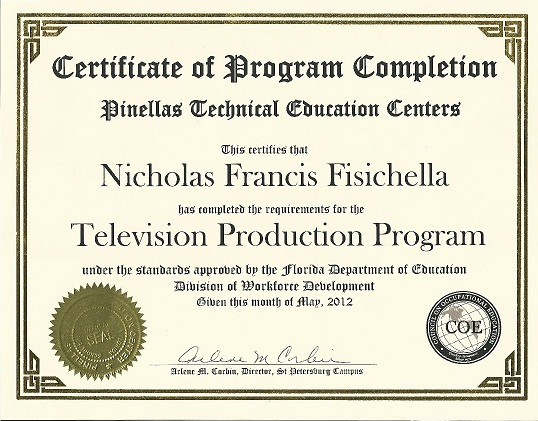 Certificate of Program Completion
Pinellas Technical Education Centers
This certifies that
Nicholas Francis Fisichella
has completed the requirements for the
Television Production Program
under the standards approved by the Florida Department of Education
Division of Workforce Development
Given this month of May, 2012
SEAL
COUNCIL ON OCCUPATIONAL EDUCATION
COE
Arlene M Corbin
Arlene M. Corbin, Director, St Petersburg Campus